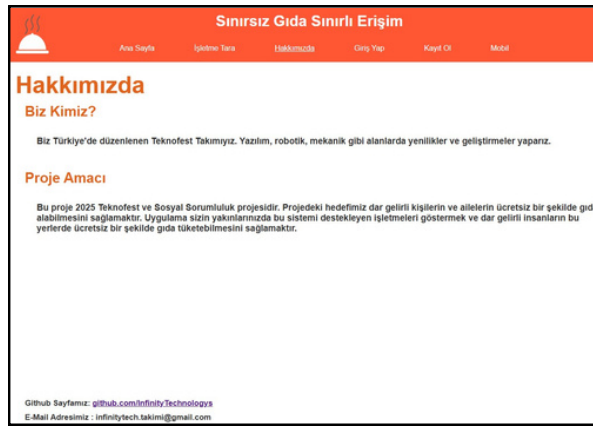 Sınırsız Gıda Sınırlı Erişim
Ana Sayfa İşletme Tara Hakkımızda Giriş Yap Kayıt Ol Mobil
Hakkımızda
Biz Kimiz?
Biz Türkiye'de düzenlenen Teknofest Takımıyız. Yazılım, robotik, mekanik gibi alanlarda yenilikler ve geliştirmeler yaparız.
Proje Amacı
Bu proje 2025 Teknofest ve Sosyal Sorumluluk projesidir. Projedeki hedefimiz dar gelirli kişilerin ve ailelerin ücretsiz bir şekilde gıd
alabilmesini sağlamaktır. Uygulama sizin yakınlarınızda bu sistemi destekleyen işletmeleri göstermek ve dar gelirli insanların bu
yerlerde ücretsiz bir şekilde gıda tüketebilmesini sağlamaktır.
Github Sayfamız: github.com/InfinityTechnologys
E-Mail Adresimiz : infinitytech.takimi@gmail.com